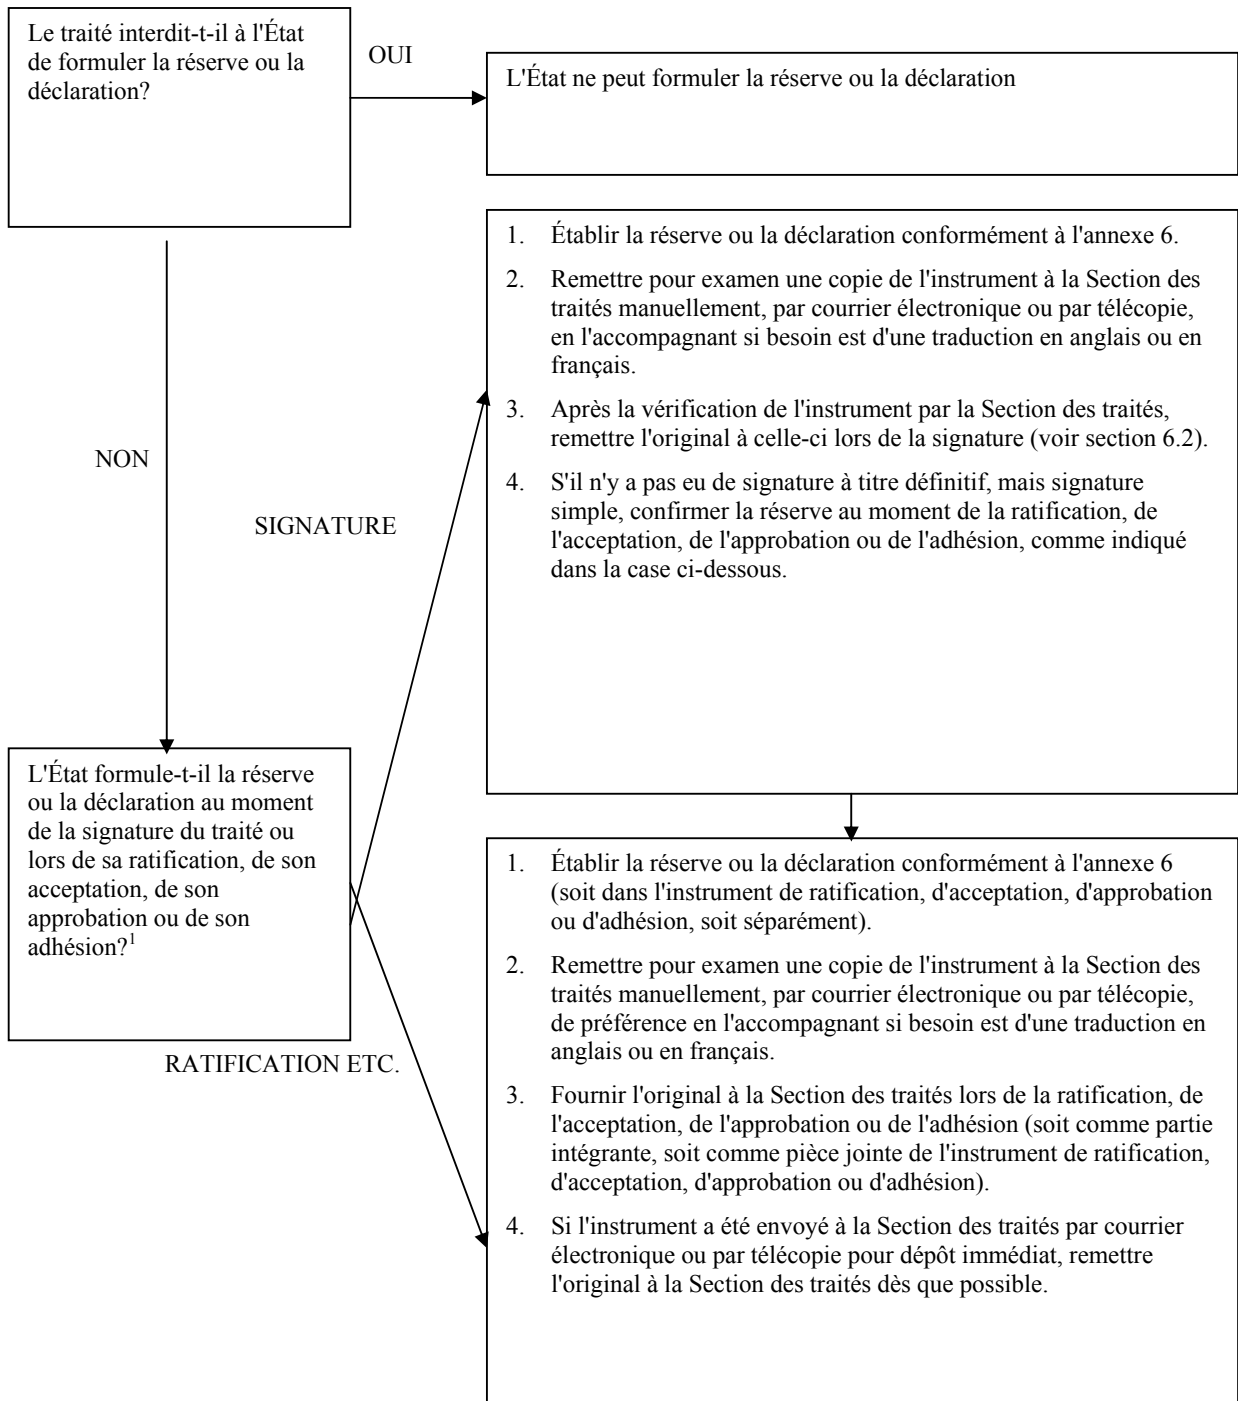 Le traité interdit-t-il à l'État
de formuler la réserve ou la
déclaration?
OUI
L'État ne peut formuler la réserve ou la déclaration
1. Établir la réserve ou la déclaration conformément à l'annexe 6.
2. Remettre pour examen une copie de l'instrument à la Section des
traités manuellement, par courrier électronique ou par télécopie,
en l'accompagnant si besoin est d'une traduction en anglais ou en
français.
3. Après la vérification de l'instrument par la Section des traités,
remettre l'original à celle-ci lors de la signature (voir section 6.2).
4. S'il n'y a pas eu de signature à titre définitif, mais signature
simple, confirmer la réserve au moment de la ratification, de
l'acceptation, de l'approbation ou de l'adhésion, comme indiqué
dans la case ci-dessous.
NON
SIGNATURE
L'État formule-t-il la réserve
ou la déclaration au moment
de la signature du traité ou
lors de sa ratification, de son
acceptation, de son
approbation ou de son
adhésion?1
RATIFICATION ETC.
1. Établir la réserve ou la déclaration conformément à l'annexe 6
(soit dans l'instrument de ratification, d'acceptation, d'approbation
ou d'adhésion, soit séparément).
2. Remettre pour examen une copie de l'instrument à la Section des
traités manuellement, par courrier électronique ou par télécopie,
de préférence en l'accompagnant si besoin est d'une traduction en
anglais ou en français.
3. Fournir l'original à la Section des traités lors de la ratification, de
l'acceptation, de l'approbation ou de l'adhésion (soit comme partie
intégrante, soit comme pièce jointe de l'instrument de ratification,
d'acceptation, d'approbation ou d'adhésion).
4. Si l'instrument a été envoyé à la Section des traités par courrier
électronique ou par télécopie pour dépôt immédiat, remettre
l'original à la Section des traités dès que possible.